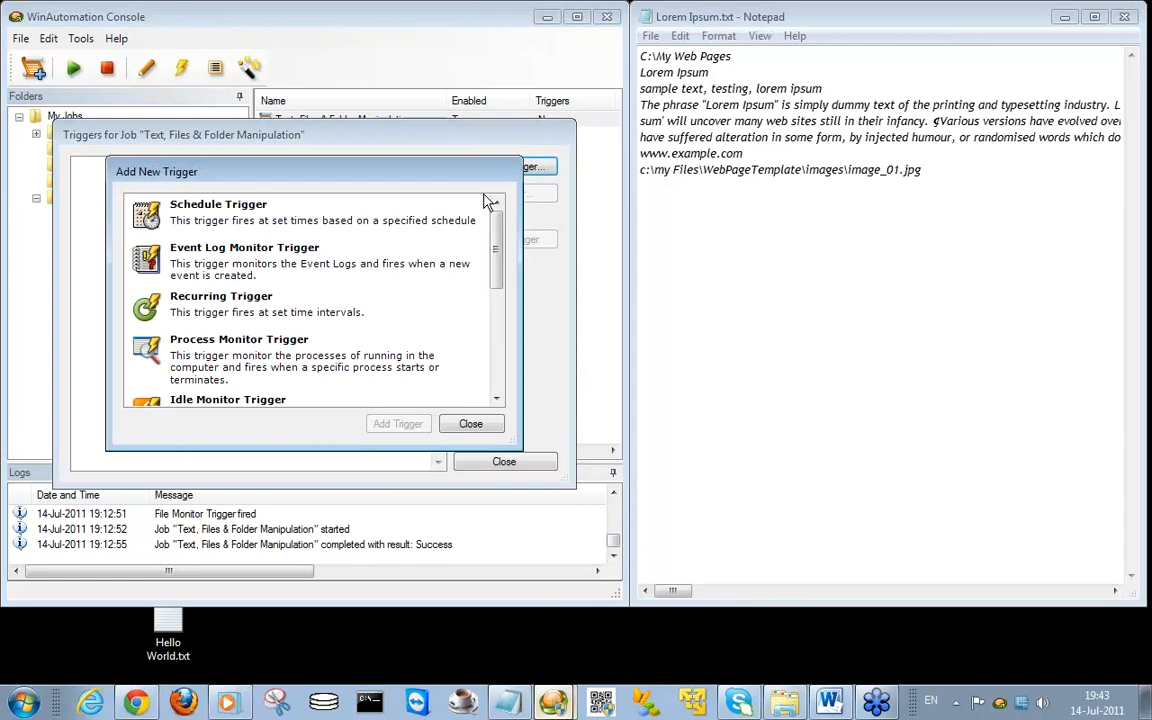 WinAutomation Console
File Edit Tools Help
Folders
Name Enabled Triggers
My Jobs
Triggers for Job "Text, Files & Folder Manipulation"
Add New Trigger
Schedule Trigger
This trigger fires at set times based on a specified schedule
Event Log Monitor Trigger
This trigger monitors the Event Logs and fires when a new
event is created.
Recurring Trigger
This trigger fires at set time intervals.
Process Monitor Trigger
This trigger monitor the processes of running in the
computer and fires when a specific process starts or
terminates.
Idle Monitor Trigger
Add Trigger Close
Close
Logs
Date and Time Message
14-Jul-2011 19:12:51 File Monitor Trigger fired
14-Jul-2011 19:12:52 Job "Text, Files & Folder Manipulation" started
14-Jul-2011 19:12:55 Job "Text, Files & Folder Manipulation" completed with result: Success
Lorem Ipsum.txt - Notepad
File Edit Format View Help
C:\My Web Pages
Lorem Ipsum
sample text, testing, lorem ipsum
The phrase "Lorem Ipsum" is simply dummy text of the printing and typesetting industry. L
sum' will uncover many web sites still in their infancy. Various versions have evolved over
have suffered alteration in some form, by injected humour, or randomised words which do
www.example.com
c:\my Files\WebPageTemplate\images\image_01.jpg
Hello
World.txt
EN
19:43
14-Jul-2011